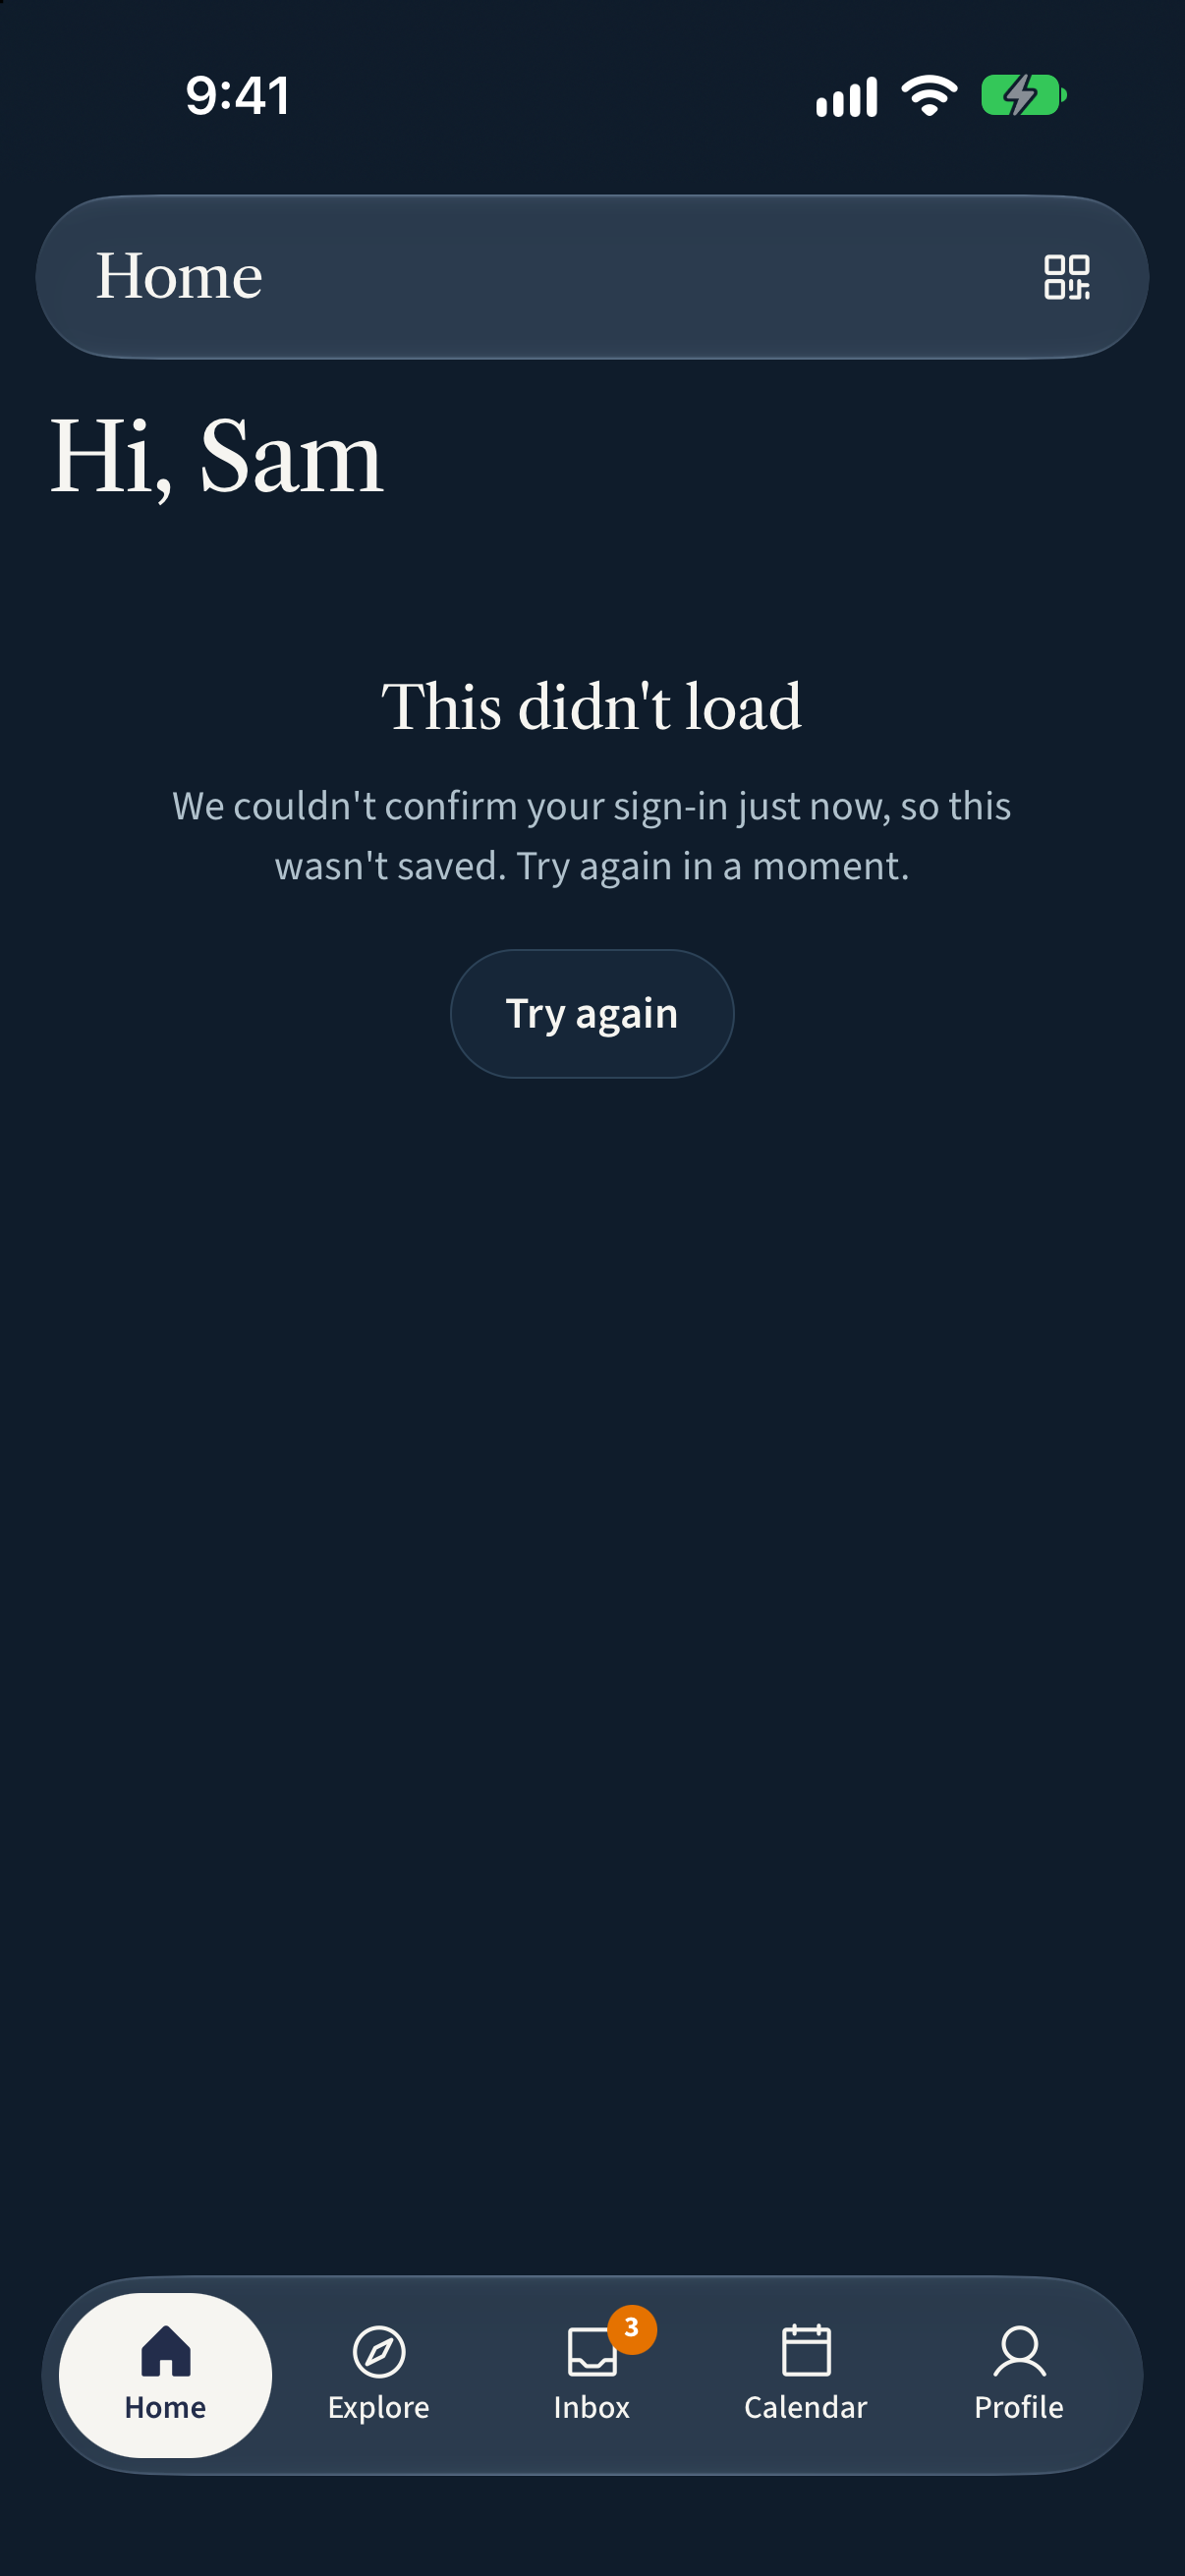 9:41
Home
Hi, Sam
This didn't load
We couldn't confirm your sign-in just now, so this
wasn't saved. Try again in a moment.
Try again
3
Home
Explore
Inbox
Calendar
Profile